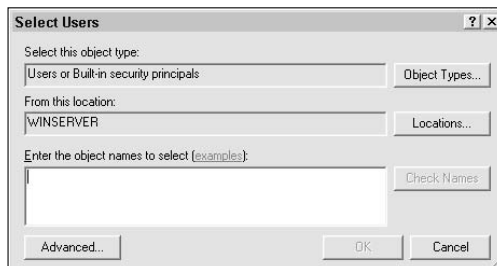 Select Users
? X
Select this object type:
Users or Built-in security principals
Object Types...
From this location:
WINSERVER
Locations...
Enter the object names to select (examples):
Check Names
Advanced...
OK
Cancel